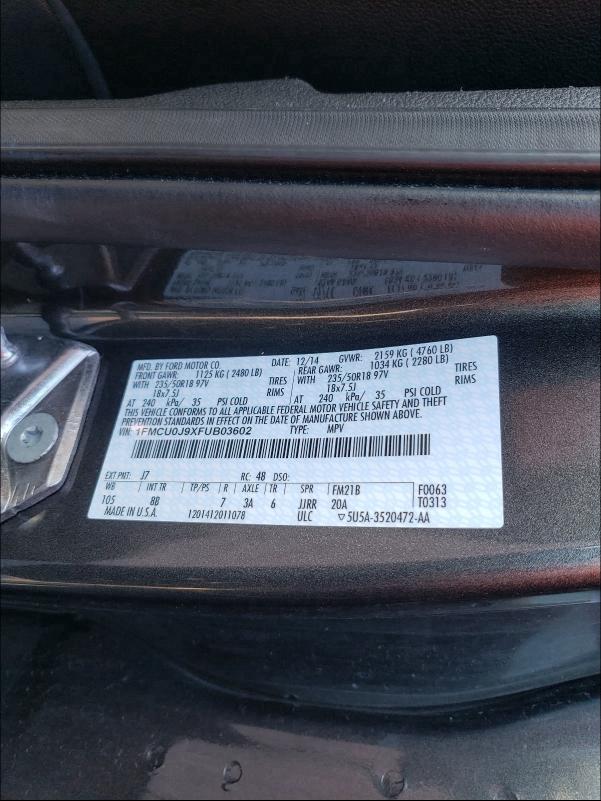 MFD. BY FORD MOTOR CO. DATE: 12/14 GVWR: 2159 KG ( 4760 LB)
FRONT GAWR: 1125 KG ( 2480 LB) REAR GAWR: 1034 KG ( 2280 LB)
WITH 235/50R18 97V TIRES WITH 235/50R18 97V TIRES
18x7.5J RIMS 18x7.5J RIMS
AT 240 kPa/ 35 PSI COLD AT 240 kPa/ 35 PSI COLD
THIS VEHICLE CONFORMS TO ALL APPLICABLE FEDERAL MOTOR VEHICLE SAFETY AND THEFT
PREVENTION STANDARDS IN EFFECT ON THE DATE OF MANUFACTURE SHOWN ABOVE.
VIN: 1FMCU0J9XFUB03602 TYPE: MPV
EXT PNT: J7 RC: 48 DSO:
WB INT TR TP/PS R AXLE TR SPR FM21B F0063
105 8B 7 3A 6 JJRR 20A T0313
MADE IN U.S.A. 1201412011078 ULC ▽5U5A-3520472-AA